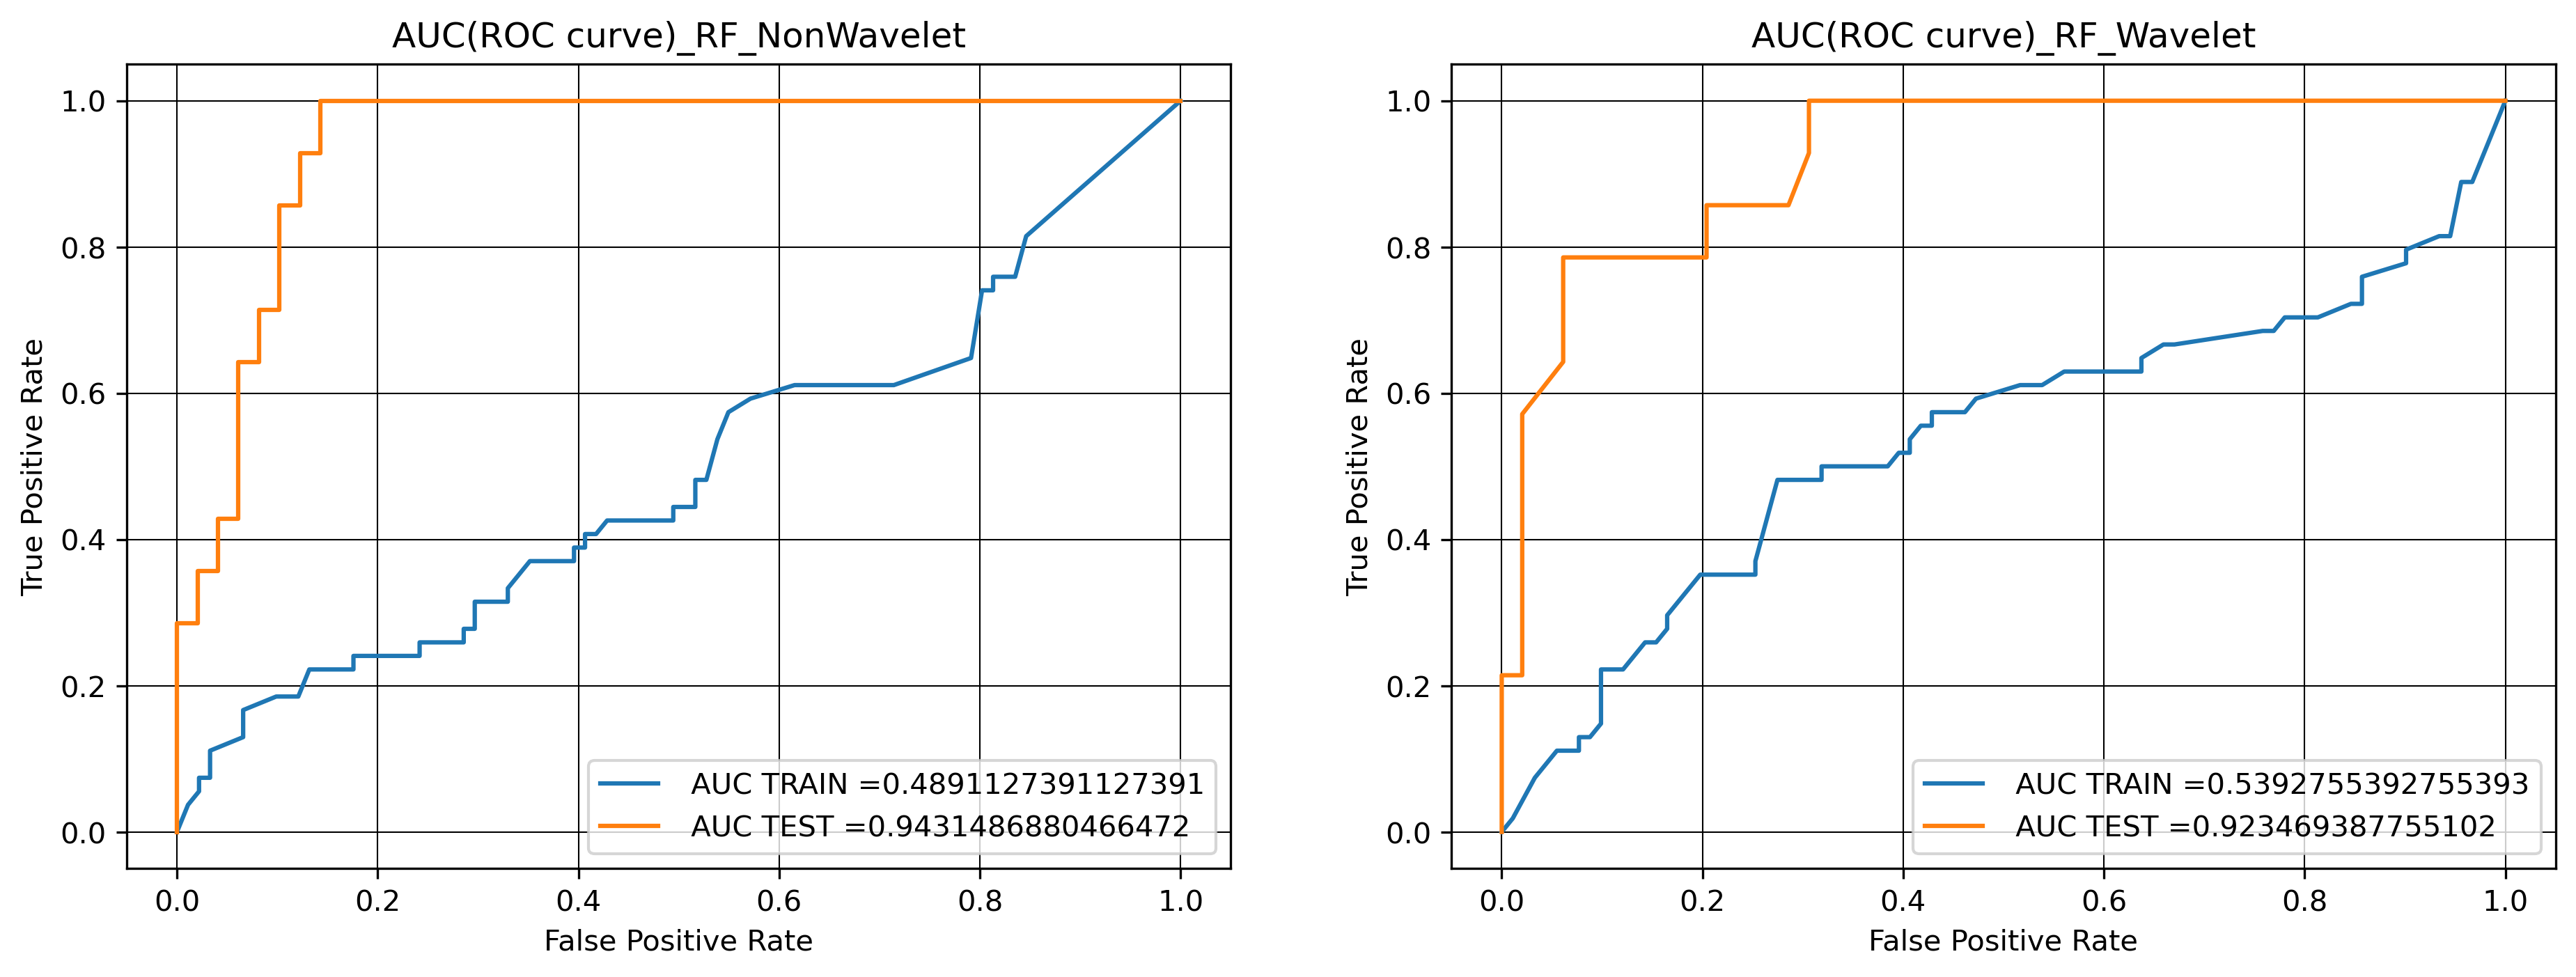 AUC(ROC curve)_RF_NonWavelet
1.0
0.8
0.6
0.4
0.2
0.0
True Positive Rate
AUC TRAIN =0.4891127391127391
AUC TEST =0.9431486880466472
0.0 0.2 0.4 0.6 0.8 1.0
False Positive Rate
AUC(ROC curve)_RF_Wavelet
1.0
0.8
0.6
0.4
0.2
0.0
True Positive Rate
AUC TRAIN =0.5392755392755393
AUC TEST =0.923469387755102
0.0 0.2 0.4 0.6 0.8 1.0
False Positive Rate